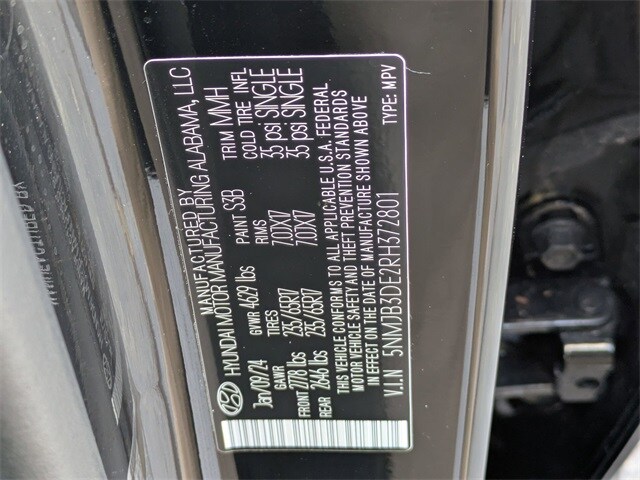 MANUFACTURED BY
HYUNDAI MOTOR MANUFACTURING ALABAMA, LLC
Jan/09/24 GVWR 4629 lbs PAINT S3B TRIM MMH
GAWR TIRES RIMS COLD TIRE INFL
FRONT 2778 lbs 235/65R17 7.0JX17 35 psi SINGLE
REAR 2646 lbs 235/65R17 7.0JX17 35 psi SINGLE
THIS VEHICLE CONFORMS TO ALL APPLICABLE U.S.A. FEDERAL
MOTOR VEHICLE SAFETY AND THEFT PREVENTION STANDARDS
IN EFFECT ON THE DATE OF MANUFACTURE SHOWN ABOVE
V.I.N 5NMJB3DE2RH372801 TYPE: MPV